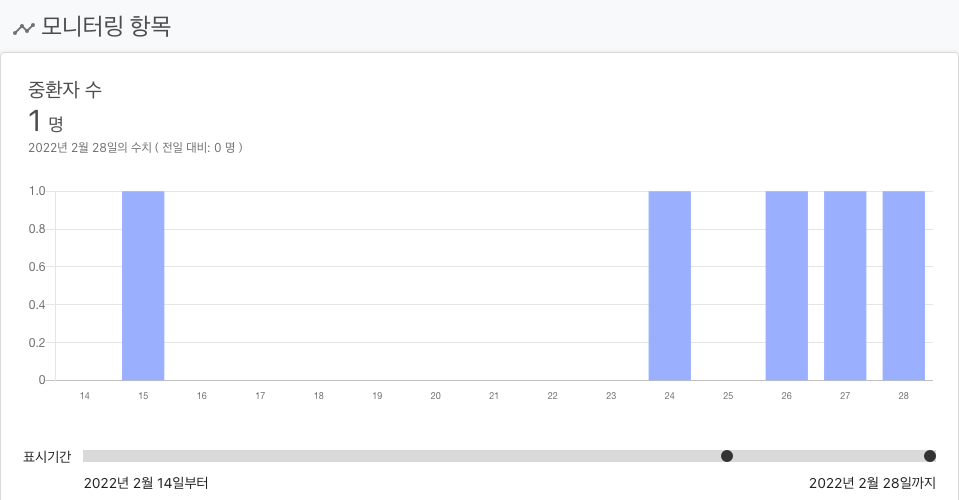 모니터링 항목
중환자 수
1 명
2022년 2월 28일의 수치 ( 전일 대비: 0 명 )
1.0
0.8
0.6
0.4
0.2
0
14 15 16 17 18 19 20 21 22 23 24 25 26 27 28
표시기간
2022년 2월 14일부터 2022년 2월 28일까지